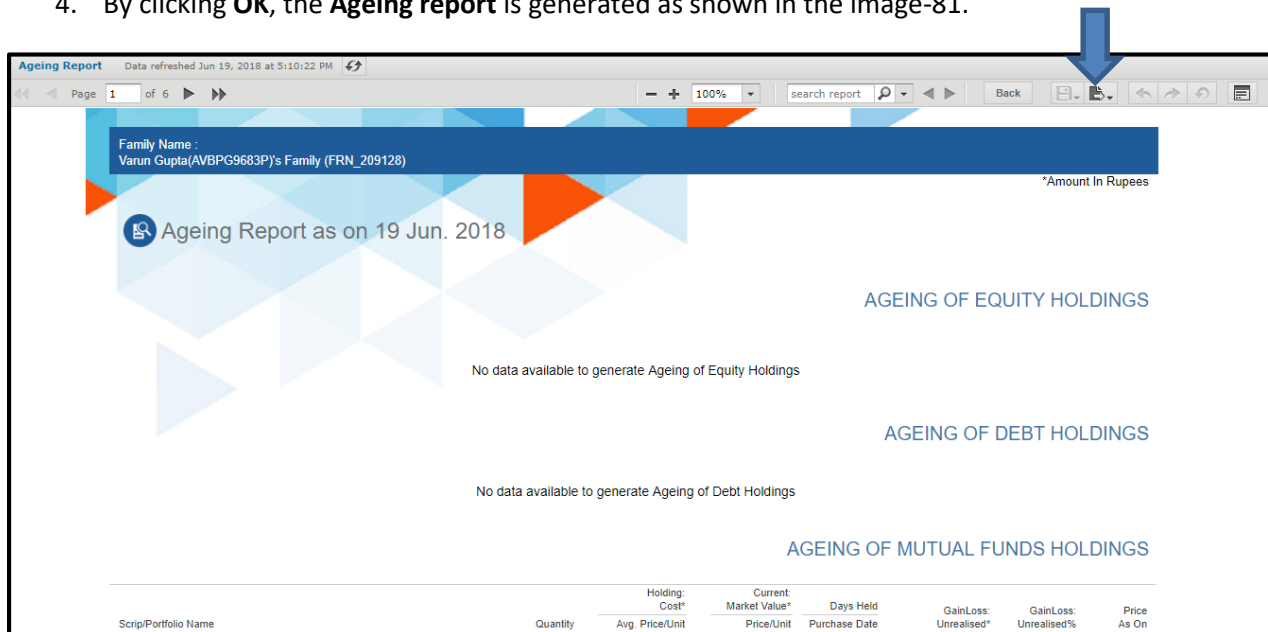 4. By clicking OK, the Ageing report is generated as shown in the image-81.
Ageing Report Data refreshed Jun 19, 2018 at 5:10:22 PM
Page 1 of 6 100% search report Back
Family Name :
Varun Gupta(AVBPG9683P)'s Family (FRN_209128)
*Amount In Rupees
Ageing Report as on 19 Jun. 2018
AGEING OF EQUITY HOLDINGS
No data available to generate Ageing of Equity Holdings
AGEING OF DEBT HOLDINGS
No data available to generate Ageing of Debt Holdings
AGEING OF MUTUAL FUNDS HOLDINGS
Holding: Current:
Cost* Market Value* Days Held GainLoss: GainLoss: Price
Scrip/Portfolio Name Quantity Avg. Price/Unit Price/Unit Purchase Date Unrealised* Unrealised% As On